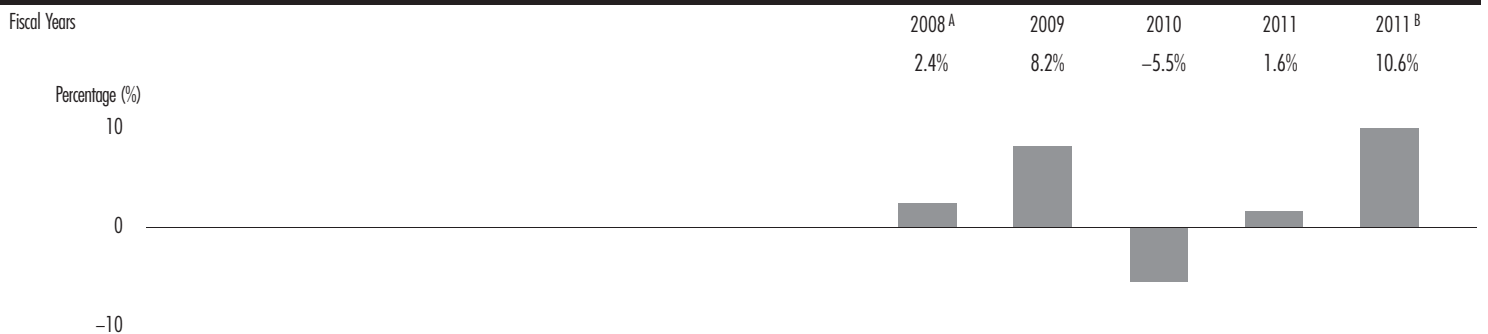 Fiscal Years 2008 A 2009 2010 2011 2011 B
2.4% 8.2% –5.5% 1.6% 10.6%
Percentage (%)
10
0
–10